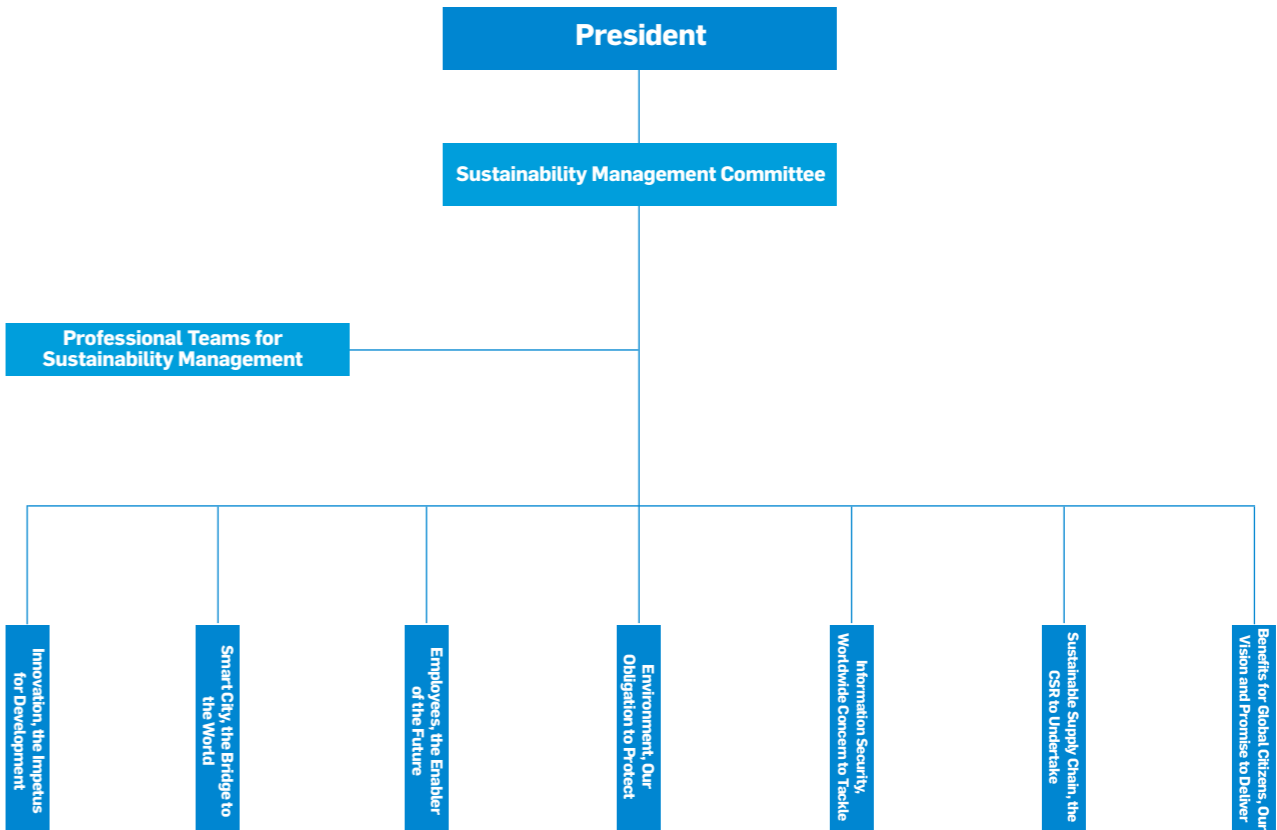 President
Sustainability Management Committee
Professional Teams for
Sustainability Management
Innovation, the Impetus
for Development
Smart City, the Bridge to
the World
Employees, the Enabler
of the Future
Environment, Our
Obligation to Protect
Information Security,
Worldwide Concern to Tackle
Sustainable Supply Chain, the
CSR to Undertake
Benefits for Global Citizens, Our
Vision and Promise to Deliver